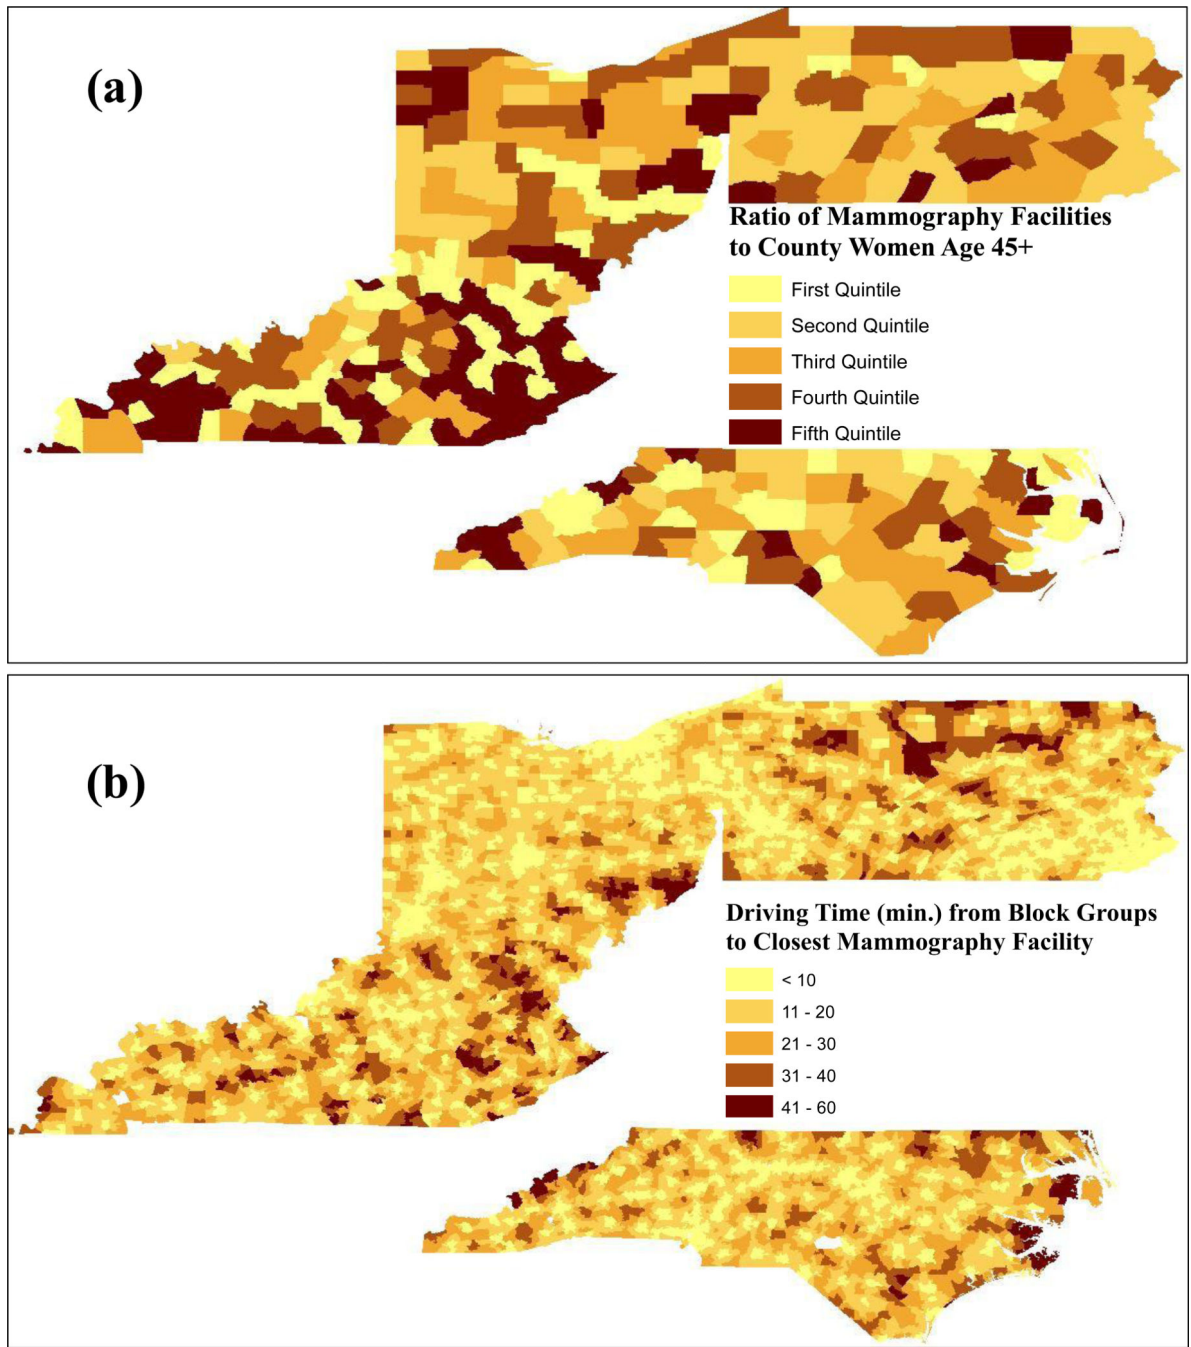 (a)
Ratio of Mammography Facilities
to County Women Age 45+
First Quintile
Second Quintile
Third Quintile
Fourth Quintile
Fifth Quintile
(b)
Driving Time (min.) from Block Groups
to Closest Mammography Facility
< 10
11 - 20
21 - 30
31 - 40
41 - 60